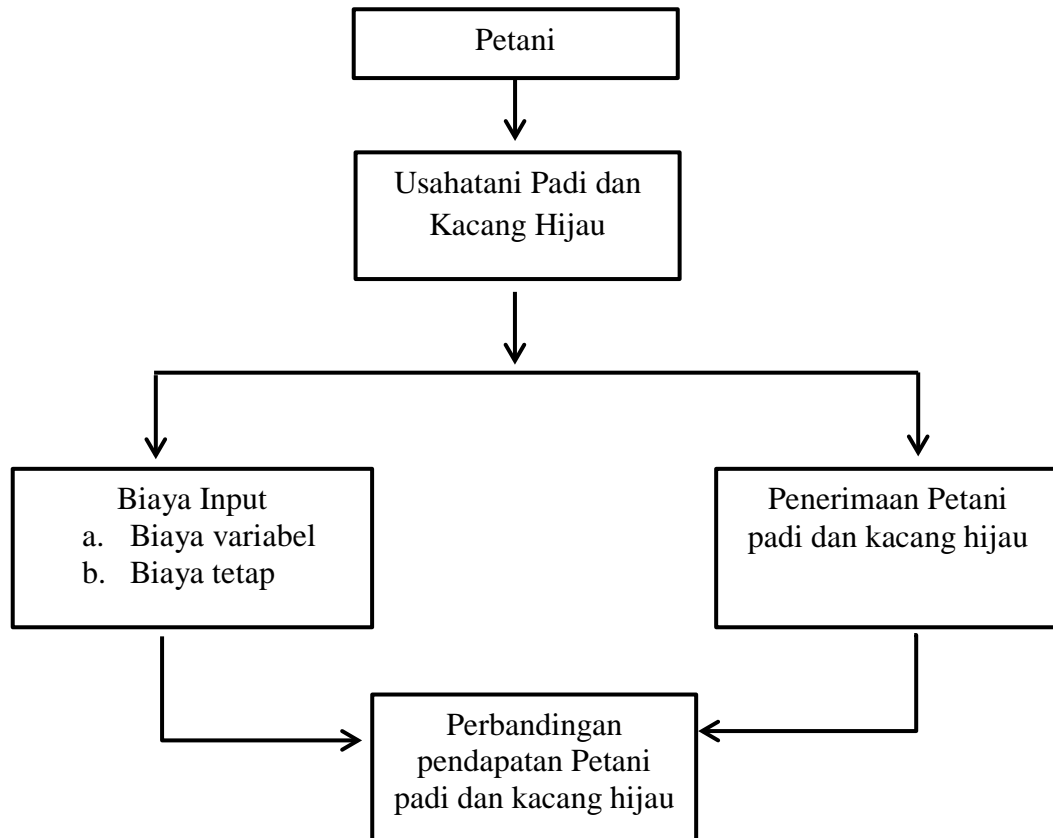 Petani
Usahatani Padi dan
Kacang Hijau
Biaya Input
a. Biaya variabel
b. Biaya tetap
Penerimaan Petani
padi dan kacang hijau
Perbandingan
pendapatan Petani
padi dan kacang hijau